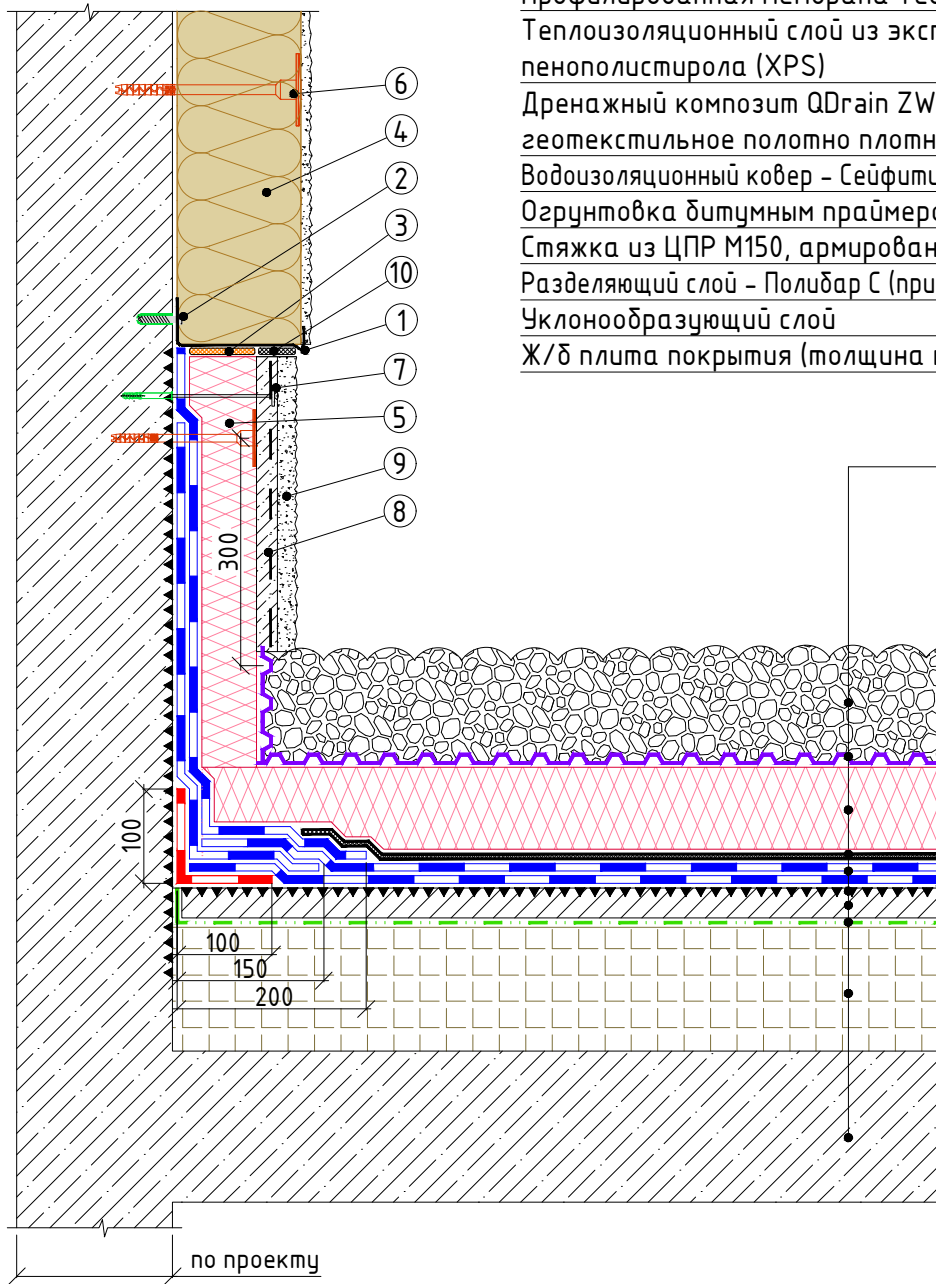 Теплоизоляционный слой из эксп
пенополистирола (XPS)
Дренажный композит QDrain ZW
геотекстильное полотно плотн
Водоизоляционный ковер – Сейфити
Огрунтовка битумным праймеро
Стяжка из ЦПР М150, армирован
Разделяющий слой – Полибар С (при
Уклонообразующий слой
Ж/б плита покрытия (толщина
6
4
2
3
10
1
7
5
9
8
300
100
100
150
200
по проекту